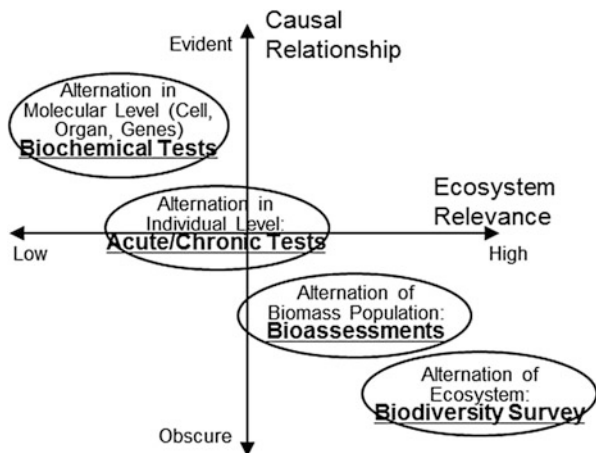 Causal
Relationship
Evident
Alternation in
Molecular Level (Cell,
Organ, Genes)
Biochemical Tests
Ecosystem
Relevance
Alternation in
Individual Level:
Acute/Chronic Tests
Low
High
Alternation of
Biomass Population:
Bioassessments
Alternation of
Ecosystem:
Biodiversity Survey
Obscure